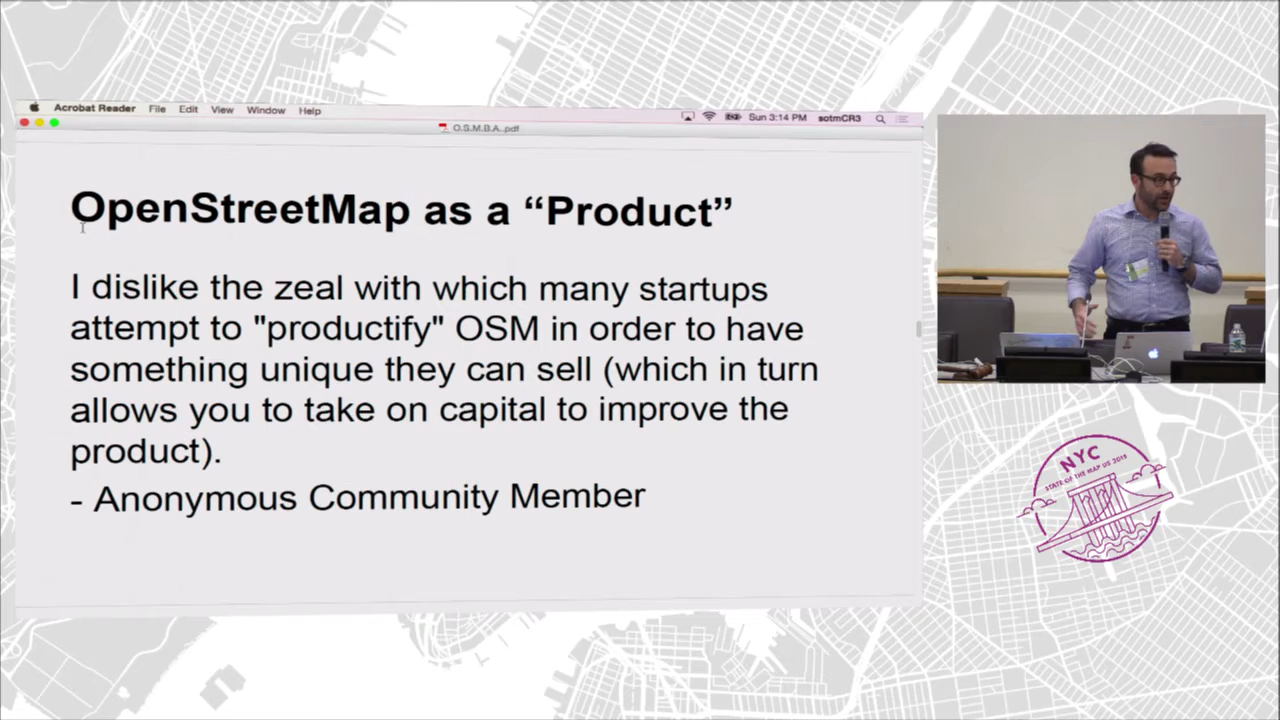 Acrobat Reader File Edit View Window Help Sun 3:14 PM sotmCR3
O.S.M.B.A..pdf
OpenStreetMap as a “Product”
I dislike the zeal with which many startups
attempt to "productify" OSM in order to have
something unique they can sell (which in turn
allows you to take on capital to improve the
product).
- Anonymous Community Member
NYC
STATE OF THE MAP US 2015